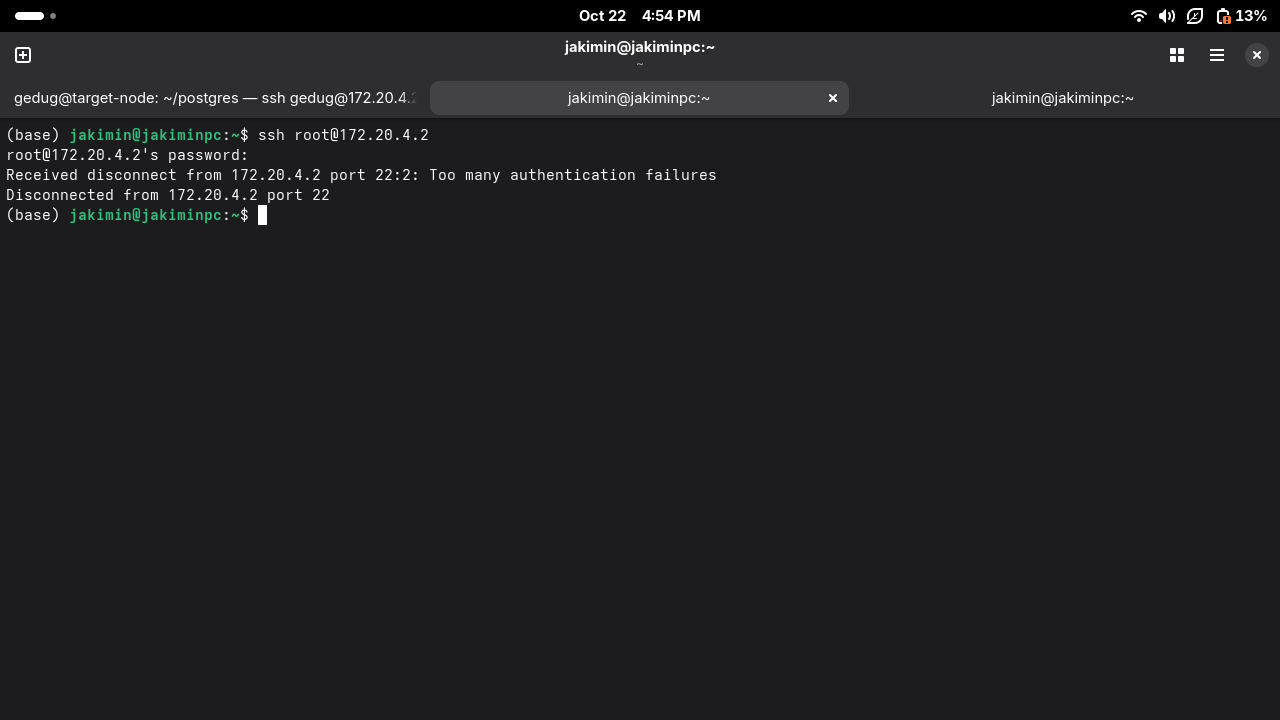 Oct 22 4:54 PM
13%
jakimin@jakiminpc:~
~
gedug@target-node: ~/postgres — ssh gedug@172.20.4.2
jakimin@jakiminpc:~
jakimin@jakiminpc:~
(base) jakimin@jakiminpc:~$ ssh root@172.20.4.2
root@172.20.4.2's password:
Received disconnect from 172.20.4.2 port 22:2: Too many authentication failures
Disconnected from 172.20.4.2 port 22
(base) jakimin@jakiminpc:~$